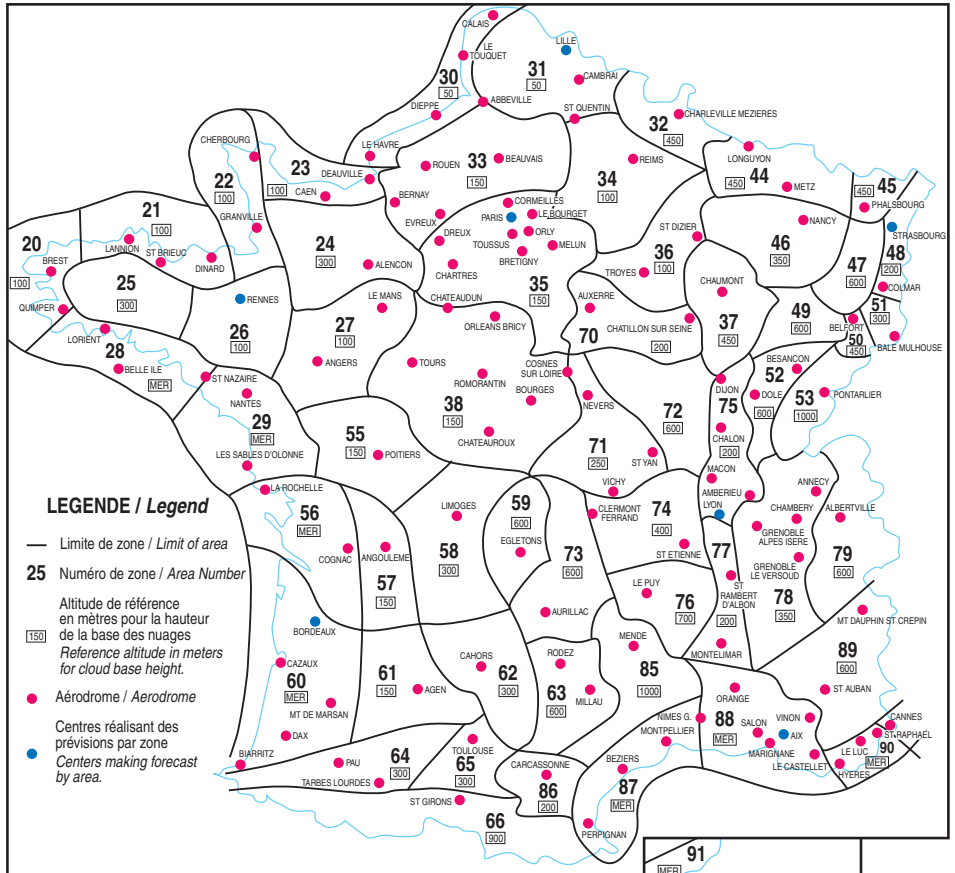 CALAIS
LILLE
LE
TOUQUET
30
50
31
50
CAMBRAI
ABBEVILLE
DIEPPE
ST QUENTIN
CHARLEVILLE MEZIERES
32
450
CHERBOURG
23
100
LE HAVRE
DEAUVILLE
CAEN
33
150
ROUEN
BEAUVAIS
REIMS
34
100
LONGUYON
450
44
METZ
450
45
PHALSBOURG
22
100
GRANVILLE
BERNAY
EVREUX
CORMEILLES
PARIS
LE BOURGET
ORLY
TOUSSUS
MELUN
BRETIGNY
DREUX
CHARTRES
NANCY
STRASBOURG
21
100
20
100
BREST
LANNION
ST BRIEUC
DINARD
24
300
ALENCON
ST DIZIER
46
350
47
600
48
200
COLMAR
25
300
RENNES
LE MANS
CHATEAUDUN
35
150
TROYES
36
100
CHAUMONT
QUIMPER
LORIENT
26
100
27
100
ORLEANS BRICY
AUXERRE
70
CHATILLON SUR SEINE
200
37
450
49
600
BELFORT
50
450
51
300
BALE MULHOUSE
28
BELLE ILE
MER
ST NAZAIRE
NANTES
ANGERS
TOURS
ROMORANTIN
COSNES
SUR LOIRE
BOURGES
NEVERS
BESANCON
52
DIJON
DOLE
600
53
1000
PONTARLIER
29
MER
38
150
72
600
75
CHALON
200
LES SABLES D'OLONNE
55
150
POITIERS
CHATEAUROUX
71
250
ST YAN
VICHY
MACON
LA ROCHELLE
AMBERIEU
LYON
ANNECY
LEGENDE / Legend
Limite de zone / Limit of area
25
Numéro de zone / Area Number
150
Altitude de référence
en mètres pour la hauteur
de la base des nuages
Reference altitude in meters
for cloud base height.
Aérodrome / Aerodrome
Centres réalisant des
prévisions par zone
Centers making forecast
by area.
56
MER
COGNAC
ANGOULEME
LIMOGES
58
300
59
600
EGLETONS
CLERMONT
FERRAND
74
400
ST ETIENNE
CHAMBERY
ALBERTVILLE
GRENOBLE
ALPES ISERE
GRENOBLE
LE VERSOUD
79
600
57
150
73
600
77
ST
RAMBERT
D'ALBON
200
78
350
BORDEAUX
AURILLAC
LE PUY
76
700
MT DAUPHIN ST CREPIN
MONTELIMAR
CAZAUX
60
MER
MT DE MARSAN
DAX
61
150
AGEN
CAHORS
62
300
RODEZ
63
600
MILLAU
MENDE
85
1000
ORANGE
89
600
ST AUBAN
NIMES G.
MONTPELLIER
88
MER
SALON
VINON
AIX
MARIGNANE
LE CASTELLET
LE LUC
HYERES
CANNES
ST-RAPHAËL
90
MER
BIARRITZ
PAU
TARBES LOURDES
64
300
TOULOUSE
65
300
ST GIRONS
CARCASSONNE
86
200
BEZIERS
87
MER
66
900
PERPIGNAN
91
MER